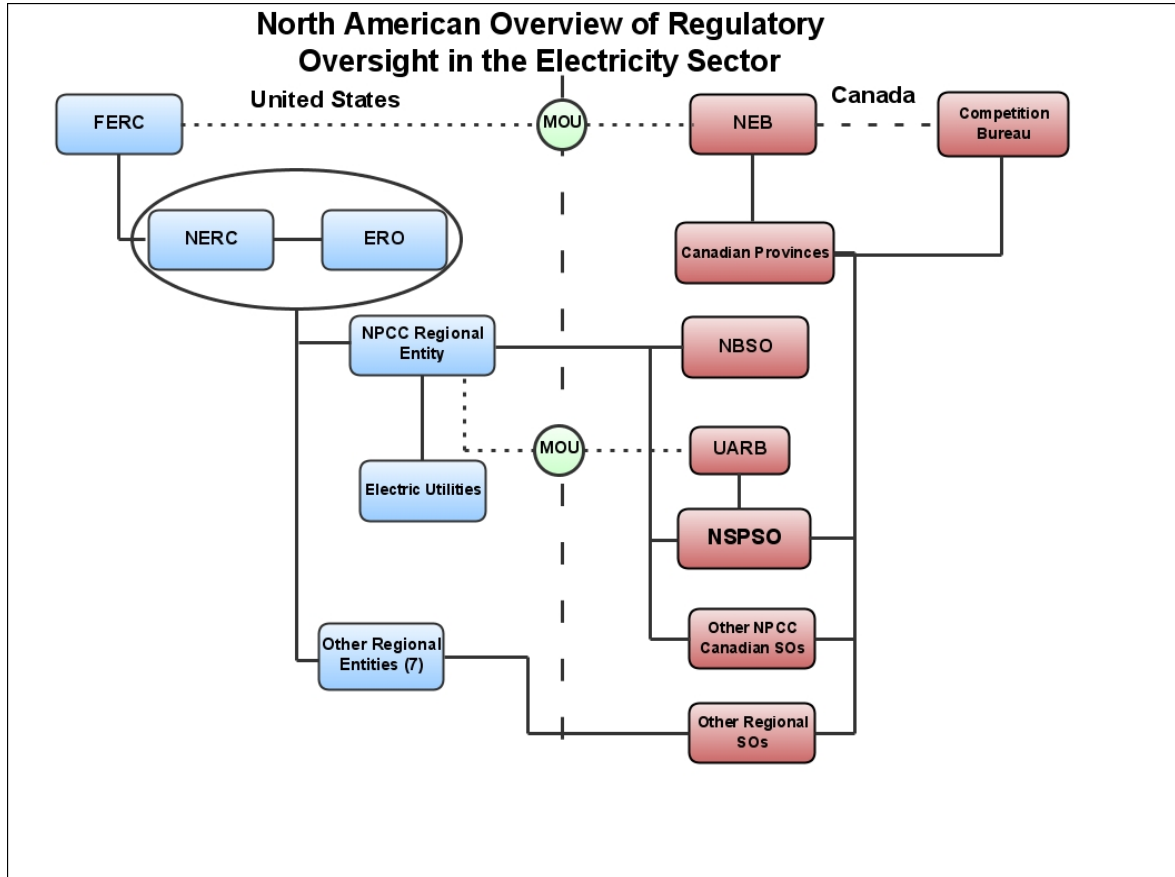 North American Overview of Regulatory
Oversight in the Electricity Sector
United States
Canada
FERC
MOU
NEB
Competition
Bureau
NERC
ERO
Canadian Provinces
NPCC Regional
Entity
NBSO
MOU
UARB
Electric Utilities
NSPSO
Other Regional
Entities (7)
Other NPCC
Canadian SOs
Other Regional
SOs